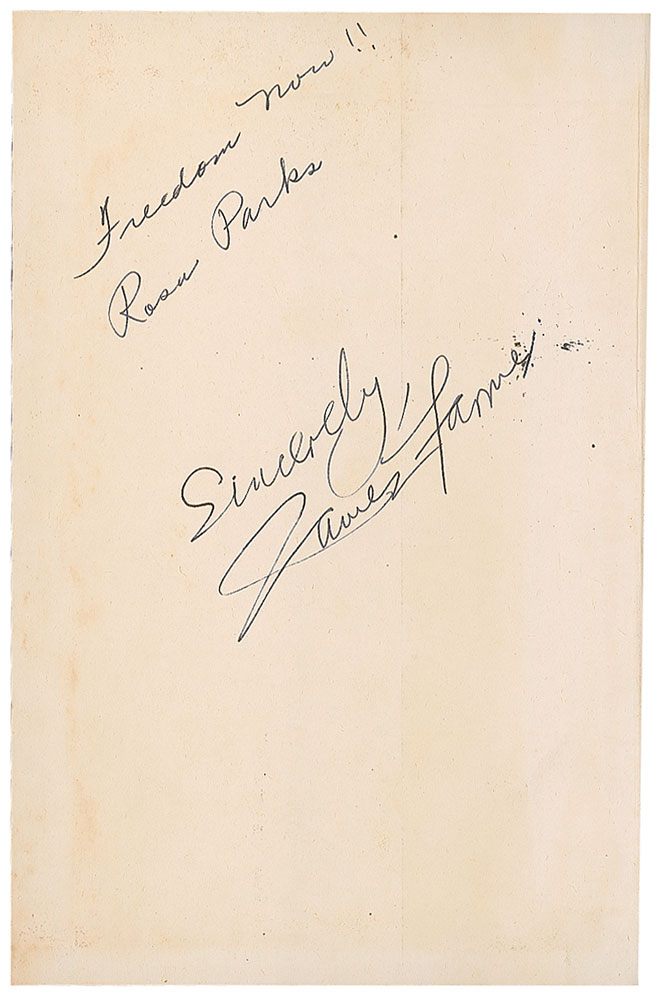 Freedom now!!
Rosa Parks
Sincerely,
James Farmer